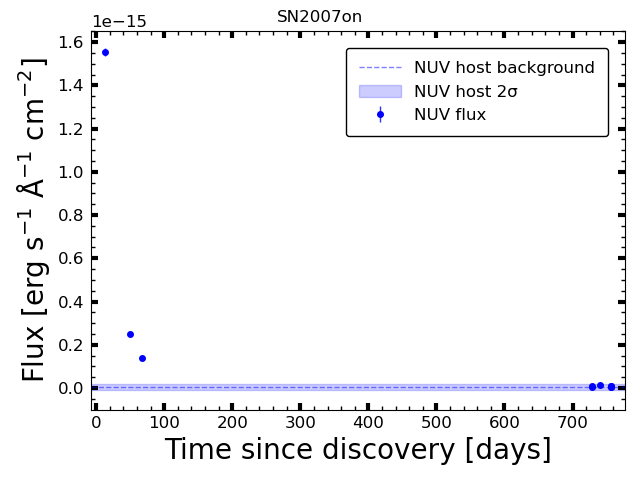 SN2007on
1e−15
1.6
1.4
1.2
1.0
0.8
0.6
0.4
0.2
0.0
Flux [erg s⁻¹ Å⁻¹ cm⁻²]
NUV host background
NUV host 2σ
NUV flux
0 100 200 300 400 500 600 700
Time since discovery [days]